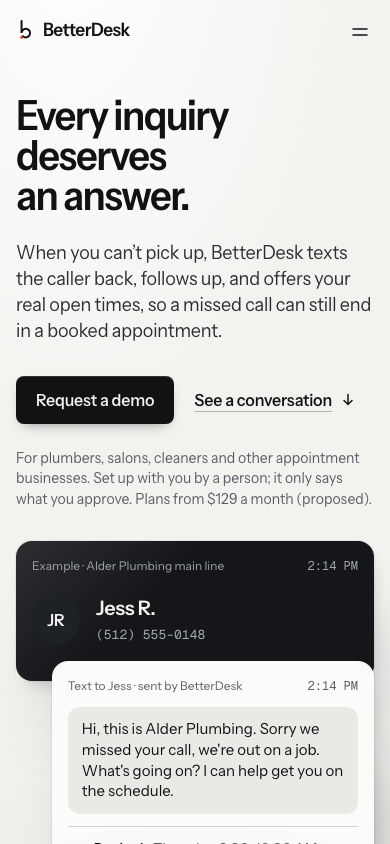 BetterDesk
Every inquiry
deserves
an answer.
When you can’t pick up, BetterDesk texts
the caller back, follows up, and offers your
real open times, so a missed call can still end
in a booked appointment.
Request a demo
See a conversation ↓
For plumbers, salons, cleaners and other appointment
businesses. Set up with you by a person; it only says
what you approve. Plans from $129 a month (proposed).
Example · Alder Plumbing main line
2:14 PM
JR
Jess R.
(512) 555-0148
Text to Jess · sent by BetterDesk
2:14 PM
Hi, this is Alder Plumbing. Sorry we
missed your call, we're out on a job.
What's going on? I can help get you on
the schedule.